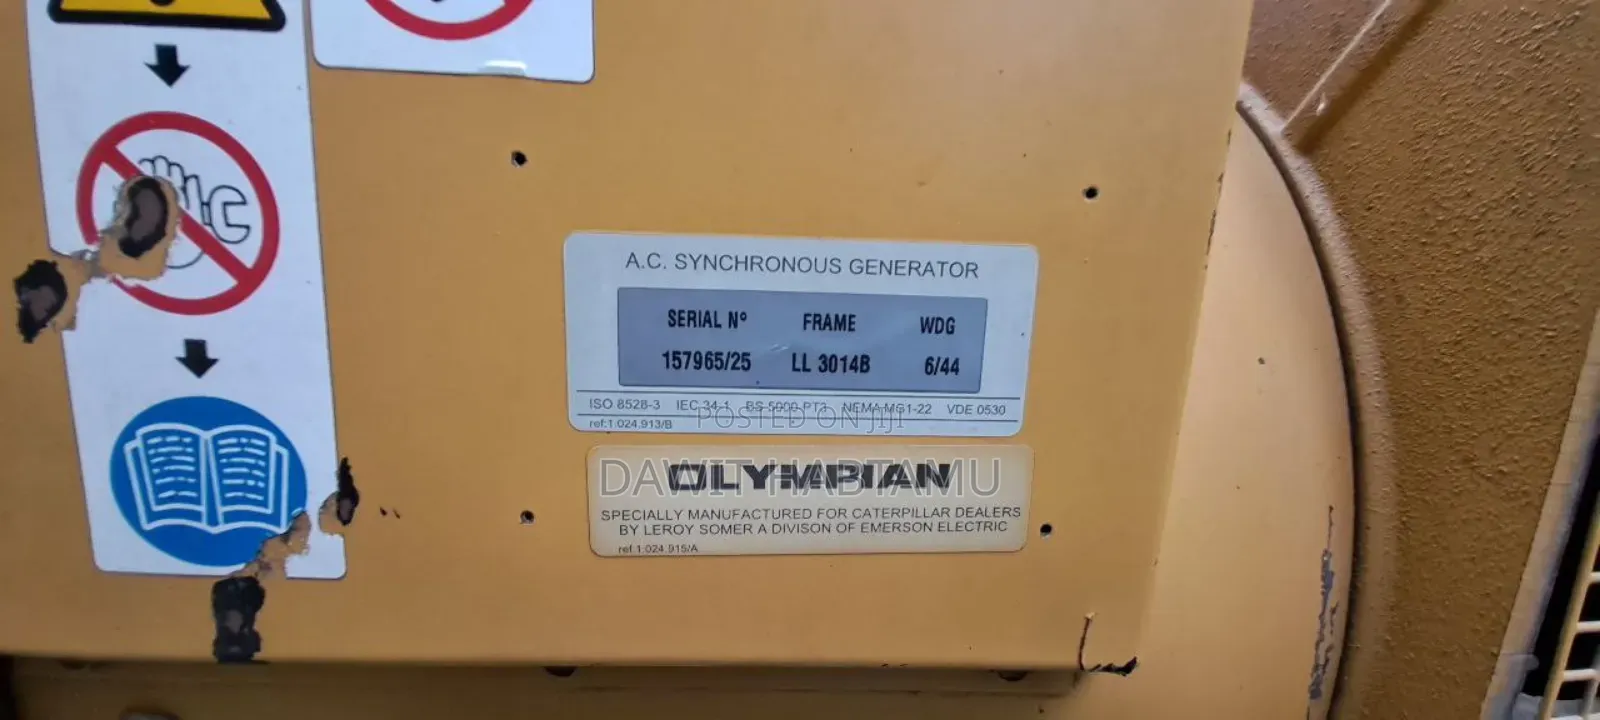 A.C. SYNCHRONOUS GENERATOR
SERIAL Nº FRAME WDG
157965/25 LL 3014B 6/44
ISO 8528-3 IEC 34-1 BS 5000 PT3 NEMA MG1-22 VDE 0530
ref:1.024.913/B
POSTED ON JIJI
OLYMPIAN
DAWIT HABTAMU
SPECIALLY MANUFACTURED FOR CATERPILLAR DEALERS
BY LEROY SOMER A DIVISON OF EMERSON ELECTRIC
ref.1.024.915/A